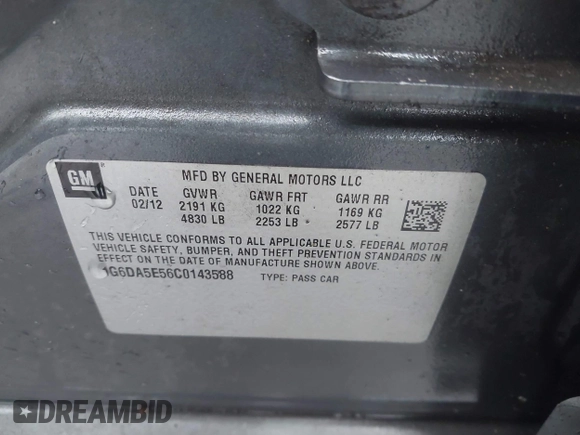 GM
MFD BY GENERAL MOTORS LLC
DATE GVWR GAWR FRT GAWR RR
02/12 2191 KG 1022 KG 1169 KG
4830 LB 2253 LB 2577 LB
THIS VEHICLE CONFORMS TO ALL APPLICABLE U.S. FEDERAL MOTOR
VEHICLE SAFETY, BUMPER, AND THEFT PREVENTION STANDARDS
IN EFFECT ON THE DATE OF MANUFACTURE SHOWN ABOVE.
1G6DA5E56C0143588 TYPE: PASS CAR
DREAMBID